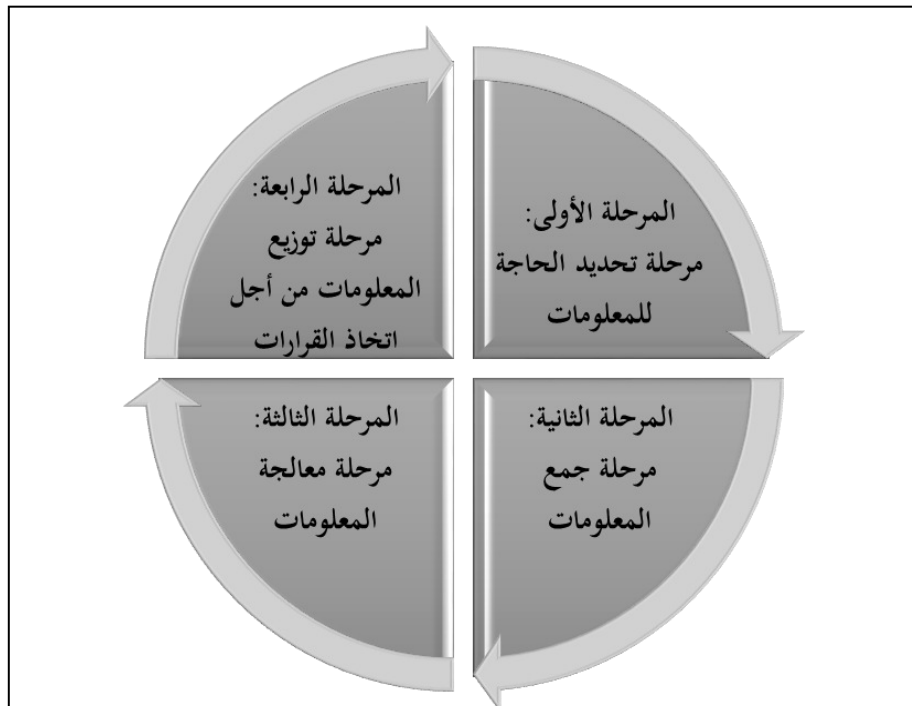 المرحلة الأولى:
مرحلة تحديد الحاجة
للمعلومات
المرحلة الثانية:
مرحلة جمع
المعلومات
المرحلة الثالثة:
مرحلة معالجة
المعلومات
المرحلة الرابعة:
مرحلة توزيع
المعلومات من أجل
اتخاذ القرارات